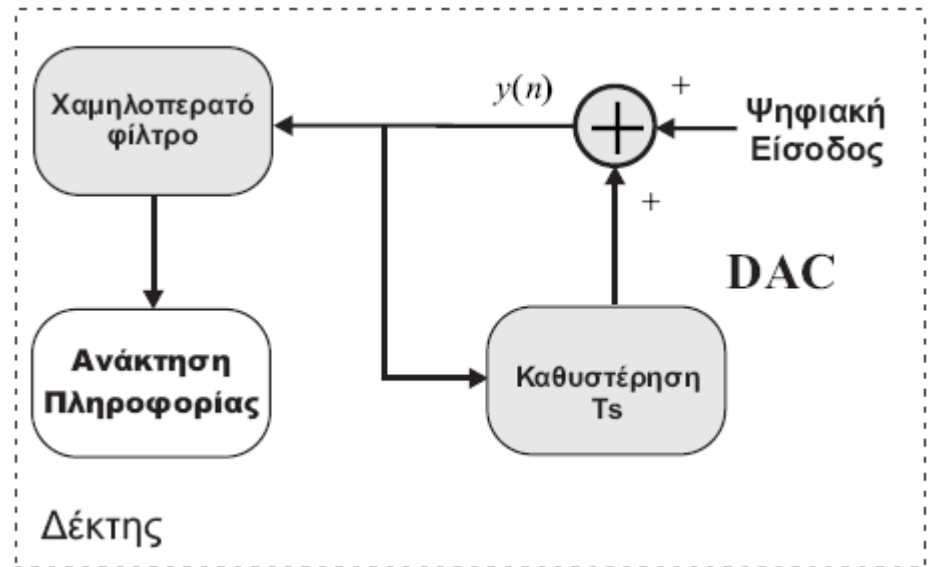 Χαμηλοπερατό
φίλτρο
y(n)
+
Ψηφιακή
Είσοδος
+
DAC
Ανάκτηση
Πληροφορίας
Καθυστέρηση
Ts
Δέκτης